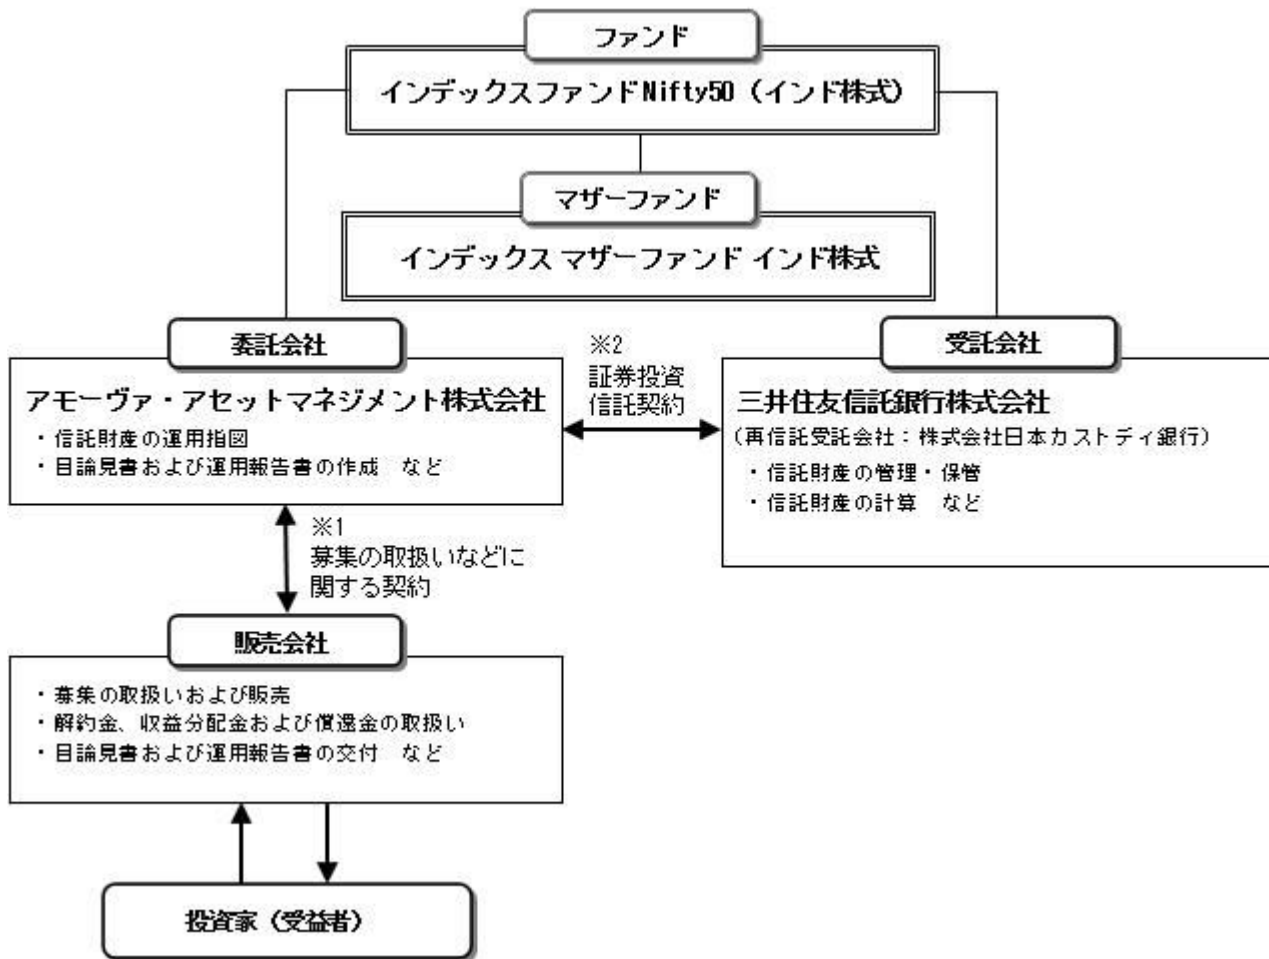 ファンド
インデックスファンドNifty50（インド株式）
マザーファンド
インデックス マザーファンド インド株式
委託会社
アモーヴァ・アセットマネジメント株式会社
・信託財産の運用指図
・目論見書および運用報告書の作成　など
※2
証券投資
信託契約
受託会社
三井住友信託銀行株式会社
（再信託受託会社：株式会社日本カストディ銀行）
・信託財産の管理・保管
・信託財産の計算　など
※1
募集の取扱いなどに
関する契約
販売会社
・募集の取扱いおよび販売
・解約金、収益分配金および償還金の取扱い
・目論見書および運用報告書の交付　など
投資家（受益者）